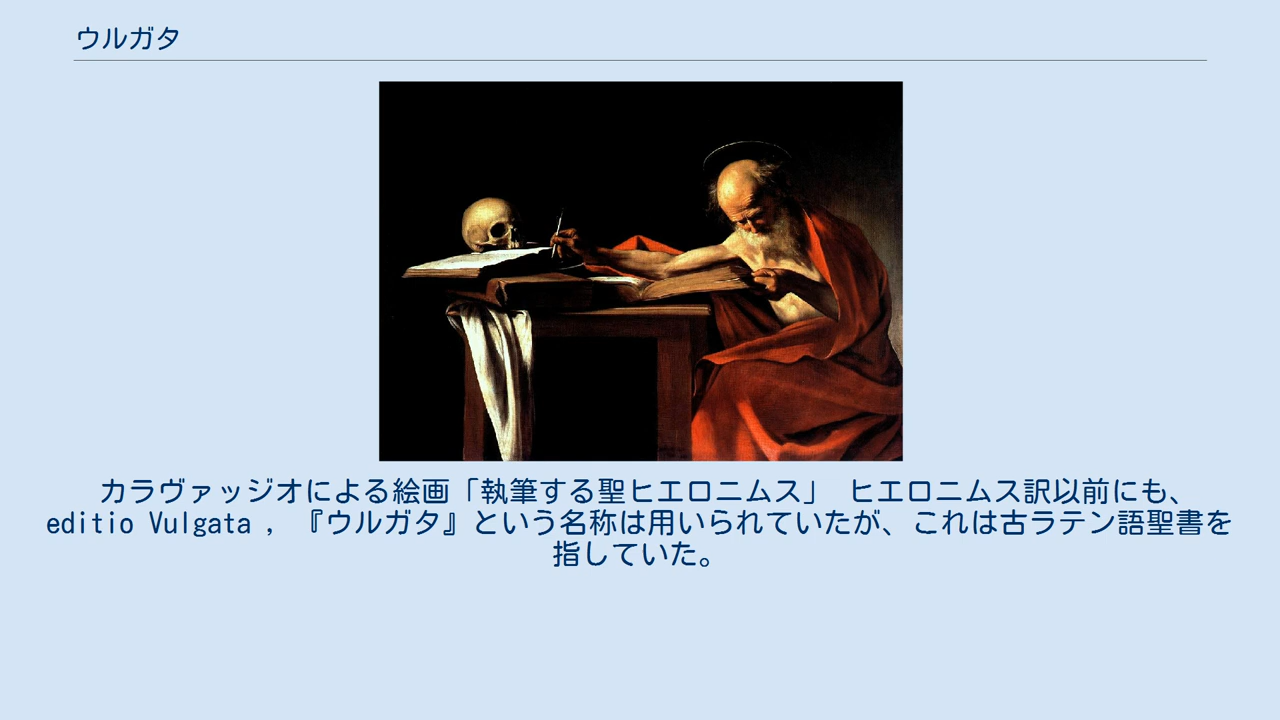 ウルガタ
カラヴァッジオによる絵画「執筆する聖ヒエロニムス」 ヒエロニムス訳以前にも、
editio Vulgata , 『ウルガタ』という名称は用いられていたが、これは古ラテン語聖書を
指していた。